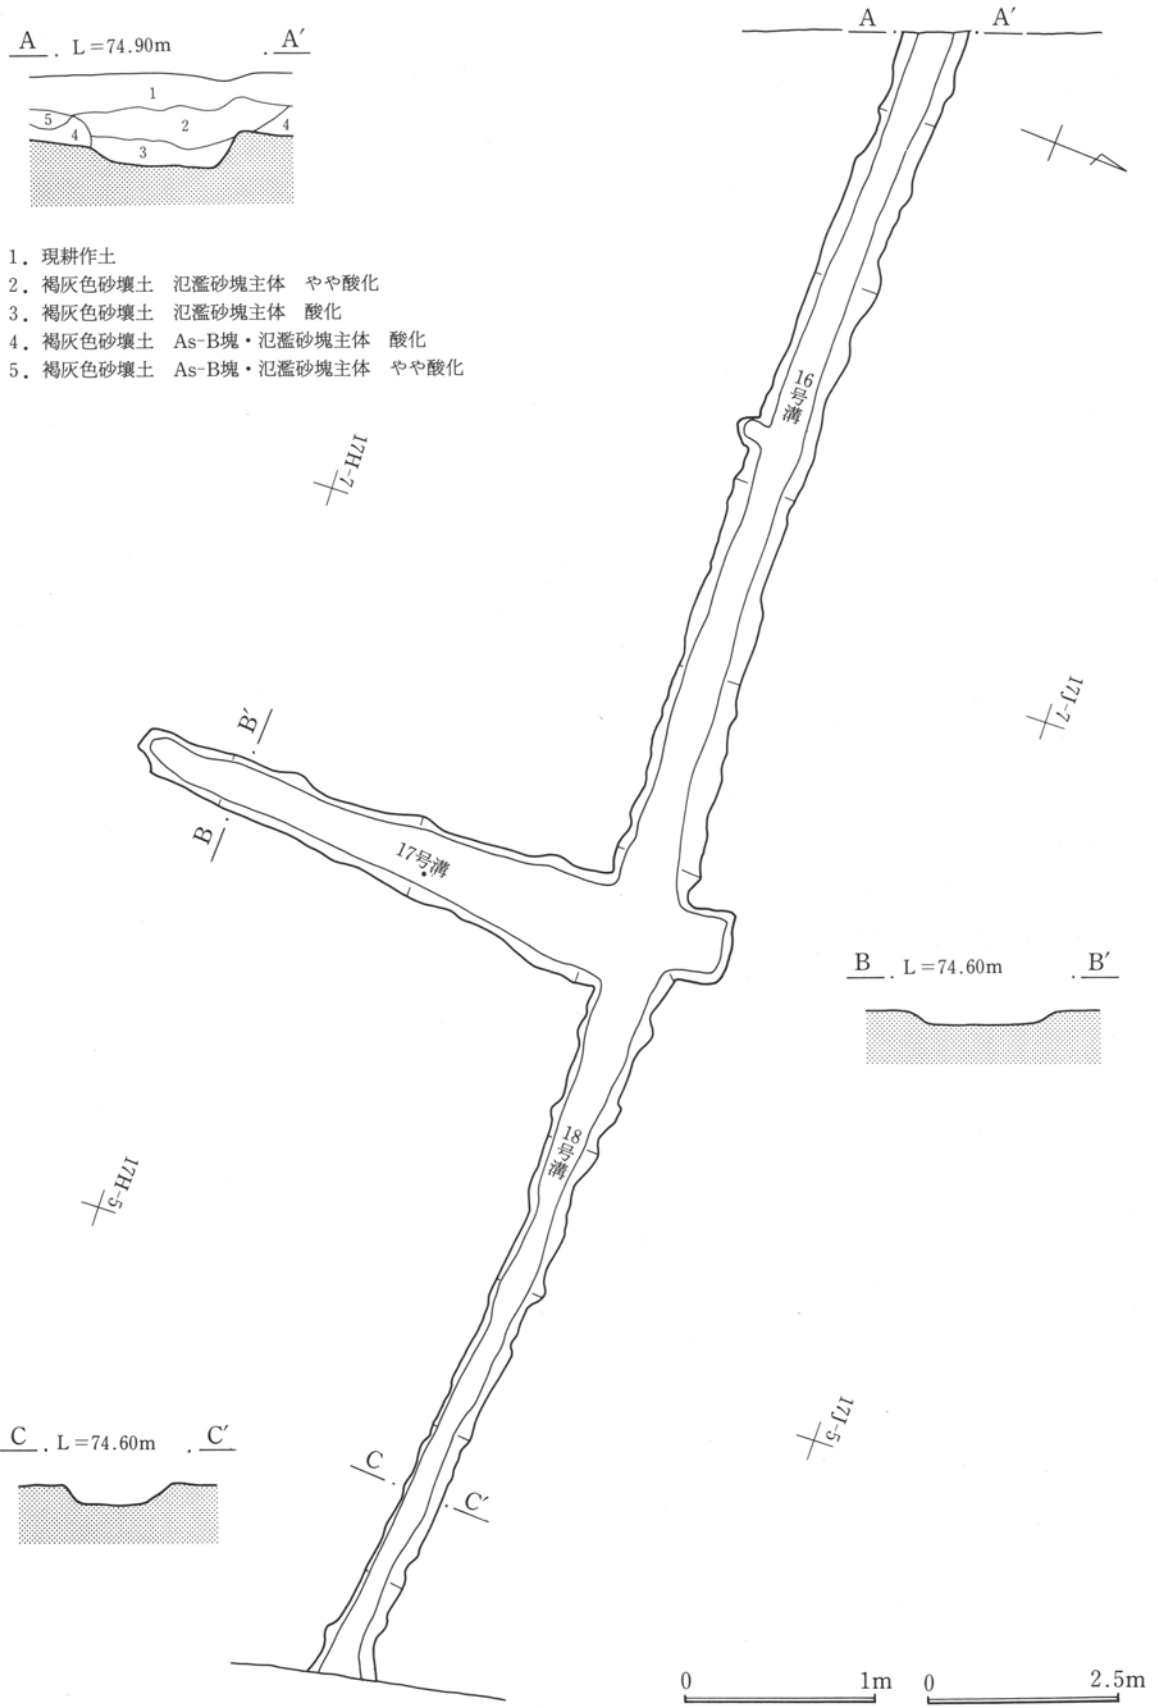 A . L=74.90m . A′
1
2
3
4
4
5
1. 現耕作土
2. 褐灰色砂壤土 氾濫砂塊主体 やや酸化
3. 褐灰色砂壤土 氾濫砂塊主体 酸化
4. 褐灰色砂壤土 As-B塊・氾濫砂塊主体 酸化
5. 褐灰色砂壤土 As-B塊・氾濫砂塊主体 やや酸化
A . . A′
16号溝
17H-7
17J-7
B′
B
17号溝
B . L=74.60m . B′
18号溝
17H-5
17J-5
C . L=74.60m . C′
C
C′
0 1m
0 2.5m